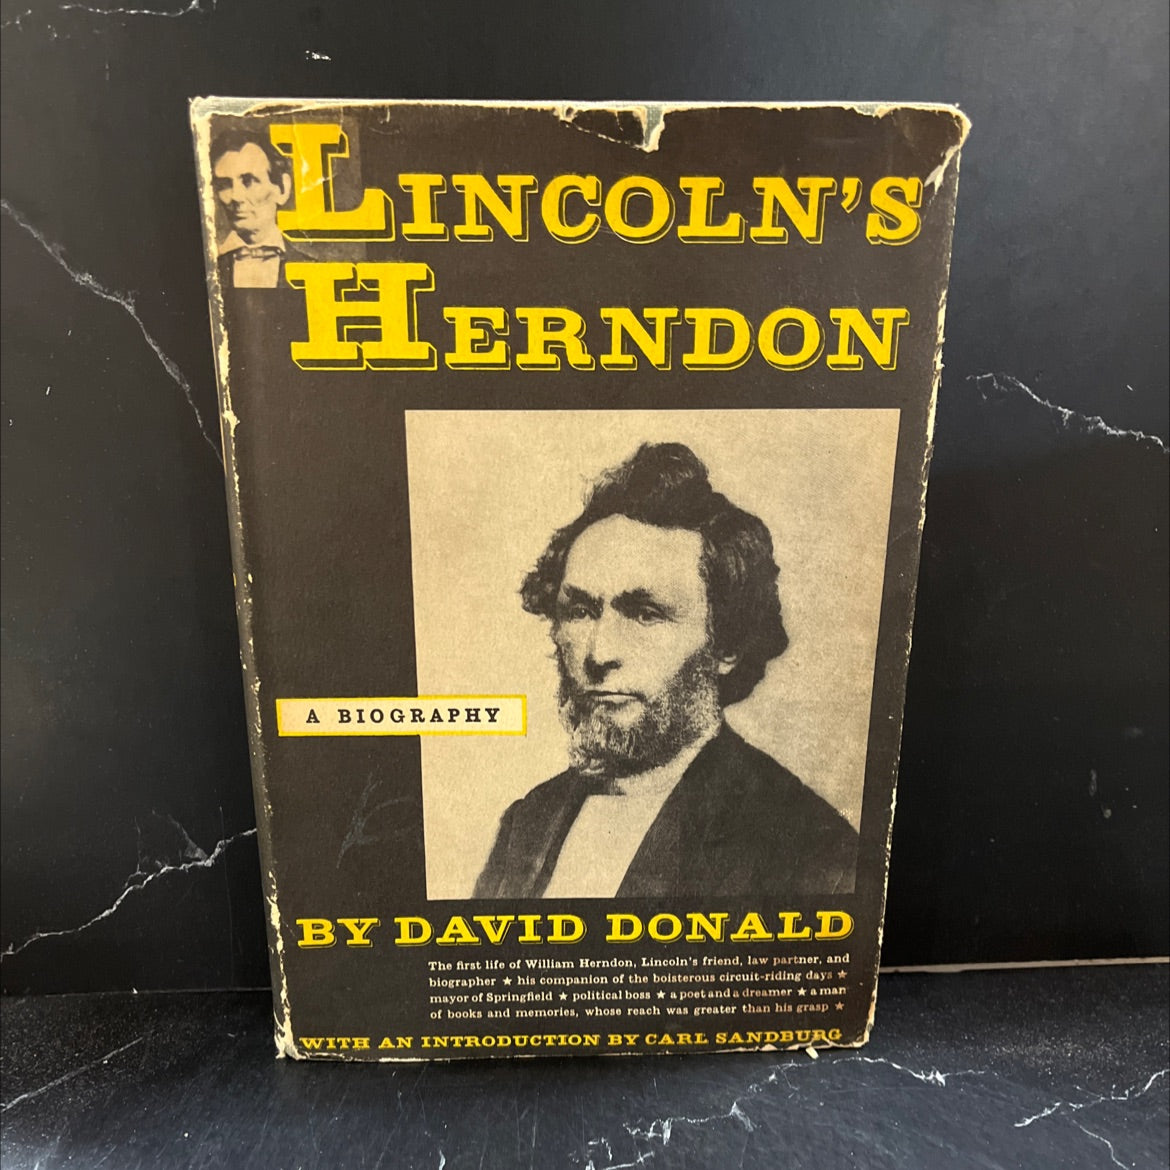 LINCOLN'S
HERNDON
A BIOGRAPHY
BY DAVID DONALD
The first life of William Herndon, Lincoln's friend, law partner, and
biographer ★ his companion of the boisterous circuit-riding days ★
mayor of Springfield ★ political boss ★ a poet and a dreamer ★ a man
of books and memories, whose reach was greater than his grasp ★
WITH AN INTRODUCTION BY CARL SANDBURG